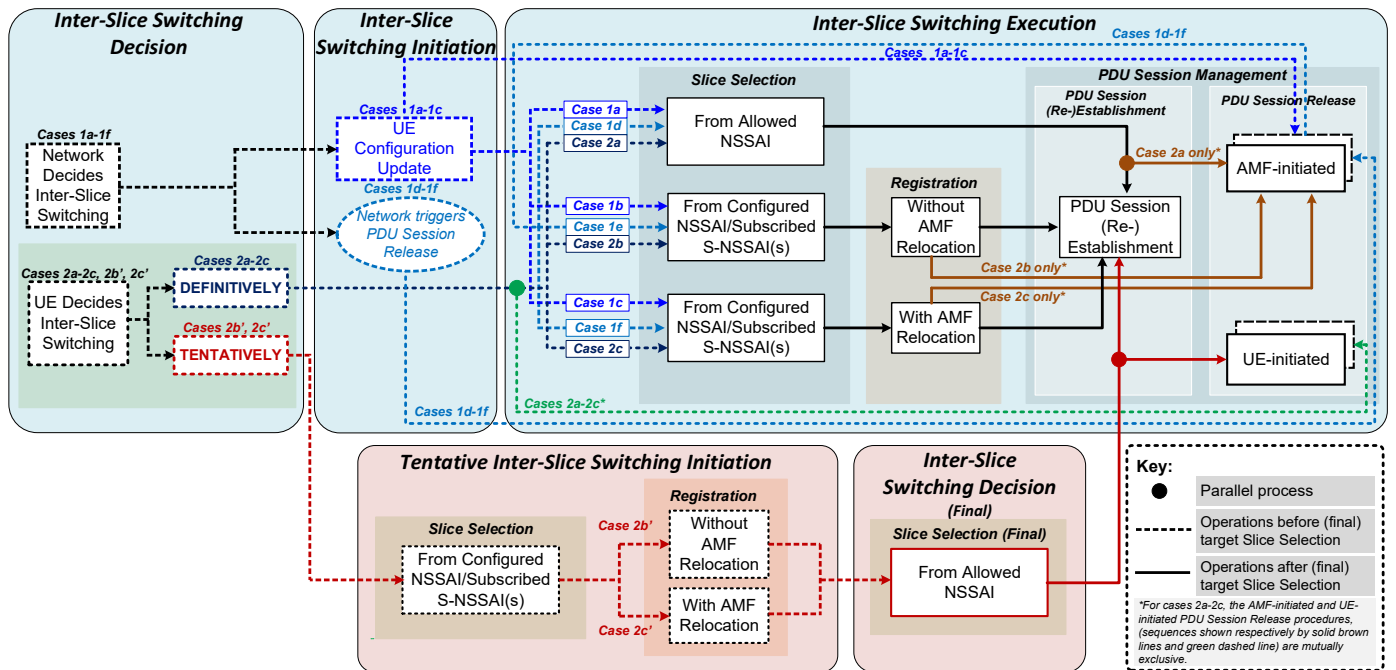 Inter-Slice Switching
Decision
Cases 1a-1f
Network
Decides
Inter-Slice
Switching
Cases 2a-2c, 2b’, 2c’
UE Decides
Inter-Slice
Switching
Cases 2a-2c
DEFINITIVELY
Cases 2b’, 2c’
TENTATIVELY
Inter-Slice
Switching Initiation
Cases 1a-1c
UE
Configuration
Update
Cases 1d-1f
Network triggers
PDU Session
Release
Cases 1d-1f
Inter-Slice Switching Execution
Cases 1d-1f
Cases 1a-1c
Slice Selection
Case 1a
Case 1d
Case 2a
From Allowed
NSSAI
Case 1b
Case 1e
Case 2b
From Configured
NSSAI/Subscribed
S-NSSAI(s)
Case 1c
Case 1f
Case 2c
From Configured
NSSAI/Subscribed
S-NSSAI(s)
Cases 2a-2c*
Registration
Without
AMF
Relocation
With AMF
Relocation
Case 2b only*
Case 2c only*
PDU Session Management
PDU Session
(Re-)Establishment
PDU Session (Re-)
Establishment
PDU Session Release
Case 2a only*
AMF-initiated
UE-initiated
Tentative Inter-Slice Switching Initiation
Slice Selection
From Configured
NSSAI/Subscribed
S-NSSAI(s)
Case 2b’
Case 2c’
Registration
Without
AMF
Relocation
With AMF
Relocation
Inter-Slice
Switching Decision
(Final)
Slice Selection (Final)
From Allowed
NSSAI
Key:
Parallel process
Operations before (final)
target Slice Selection
Operations after (final)
target Slice Selection
*For cases 2a-2c, the AMF-initiated and UE-
initiated PDU Session Release procedures,
(sequences shown respectively by solid brown
lines and green dashed line) are mutually
exclusive.